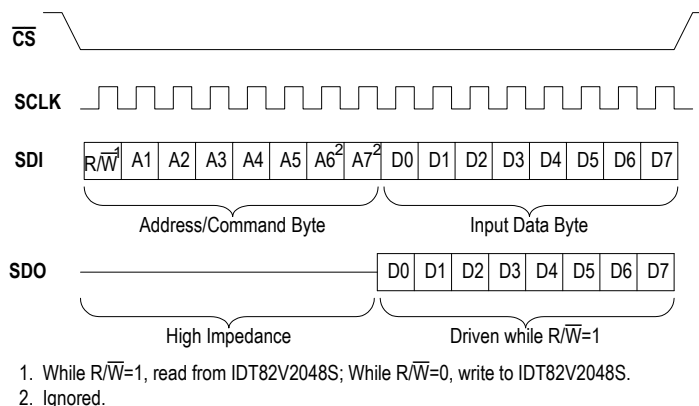 CS
SCLK
SDI R/W¹ A1 A2 A3 A4 A5 A6² A7² D0 D1 D2 D3 D4 D5 D6 D7
Address/Command Byte Input Data Byte
SDO D0 D1 D2 D3 D4 D5 D6 D7
High Impedance Driven while R/W=1
1. While R/W=1, read from IDT82V2048S; While R/W=0, write to IDT82V2048S.
2. Ignored.